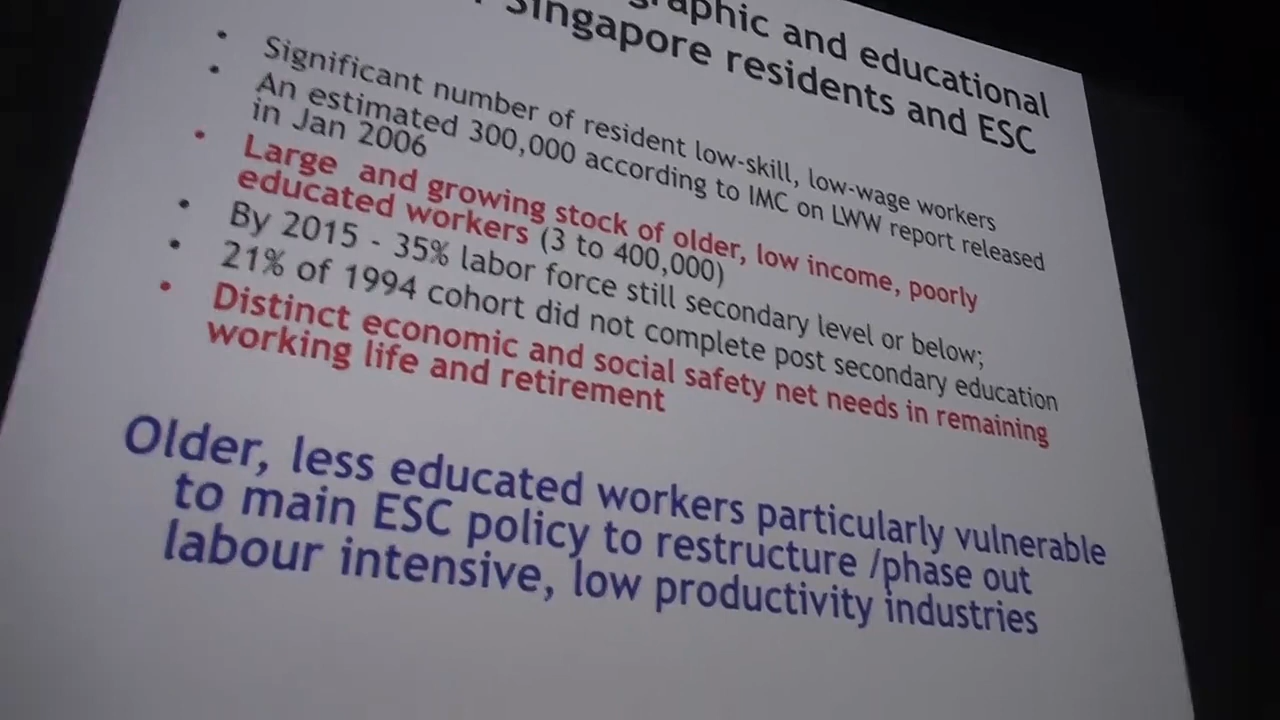 and educational
Singapore residents and ESC
• Significant number of resident low-skill, low-wage workers
• An estimated 300,000 according to IMC on LWW report released
in Jan 2006
• Large and growing stock of older, low income, poorly
educated workers (3 to 400,000)
• By 2015 - 35% labor force still secondary level or below;
• 21% of 1994 cohort did not complete post secondary education
• Distinct economic and social safety net needs in remaining
working life and retirement
Older, less educated workers particularly vulnerable
to main ESC policy to restructure /phase out
labour intensive, low productivity industries